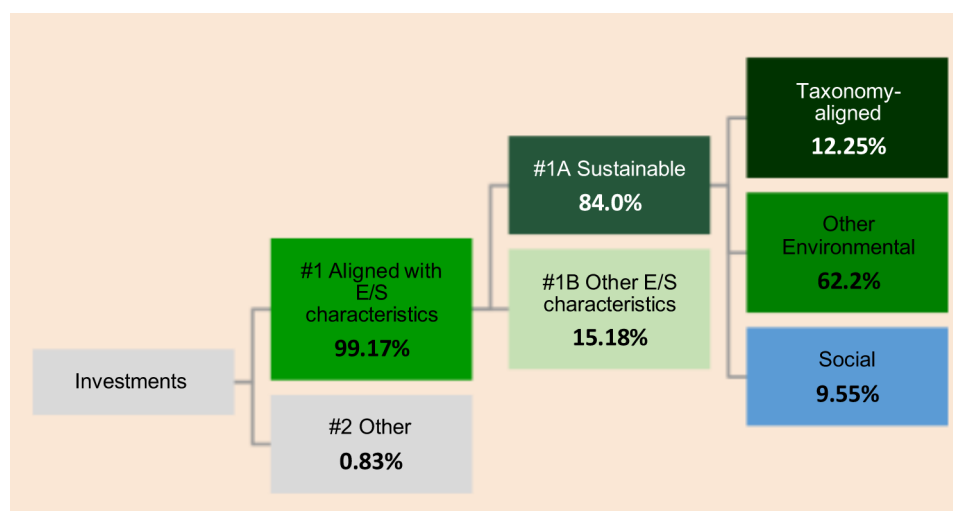 Investments
#1 Aligned with
E/S
characteristics
99.17%
#2 Other
0.83%
#1A Sustainable
84.0%
#1B Other E/S
characteristics
15.18%
Taxonomy-
aligned
12.25%
Other
Environmental
62.2%
Social
9.55%